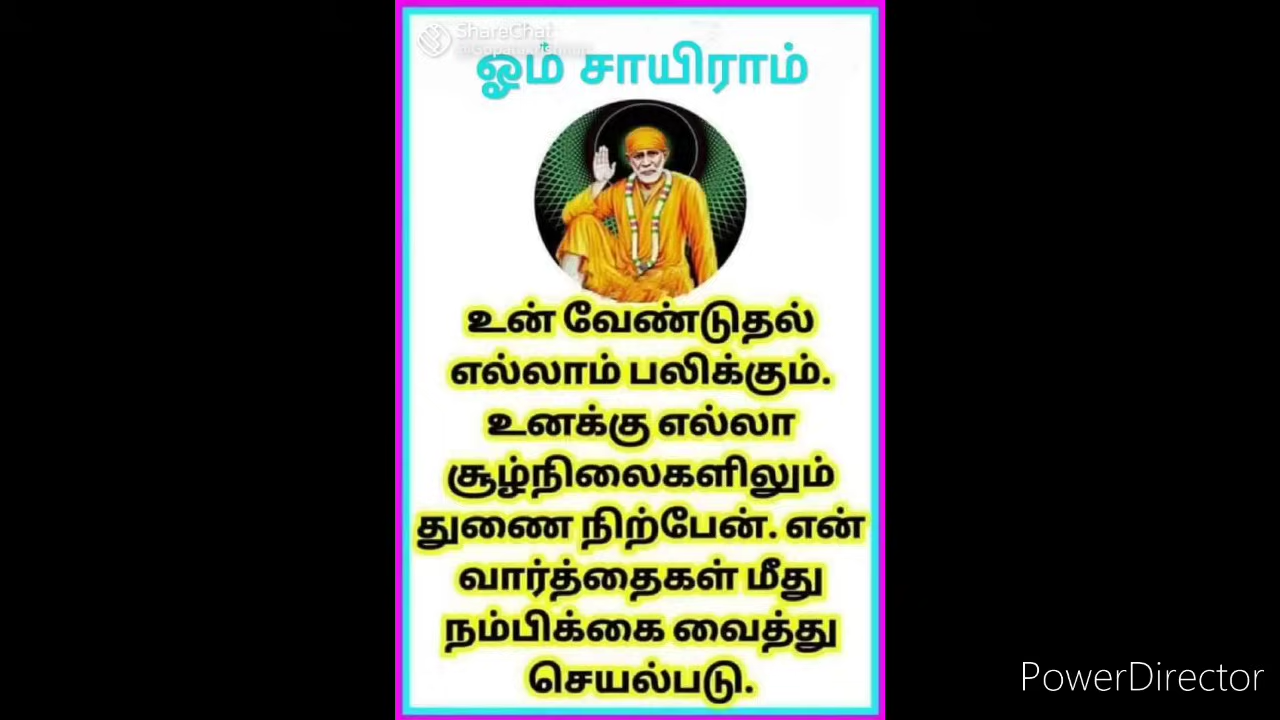 ShareChat
ஓம் சாயிராம்
உன் வேண்டுதல்
எல்லாம் பலிக்கும்.
உனக்கு எல்லா
சூழ்நிலைகளிலும்
துணை நிற்பேன். என்
வார்த்தைகள் மீது
நம்பிக்கை வைத்து
செயல்படு.
PowerDirector